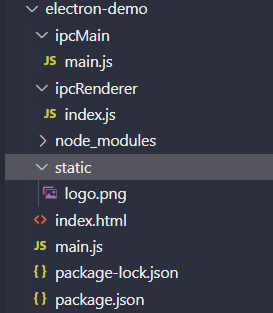 electron-demo
ipcMain
JS main.js
ipcRenderer
JS index.js
node_modules
static
logo.png
<> index.html
JS main.js
{} package-lock.json
{} package.json